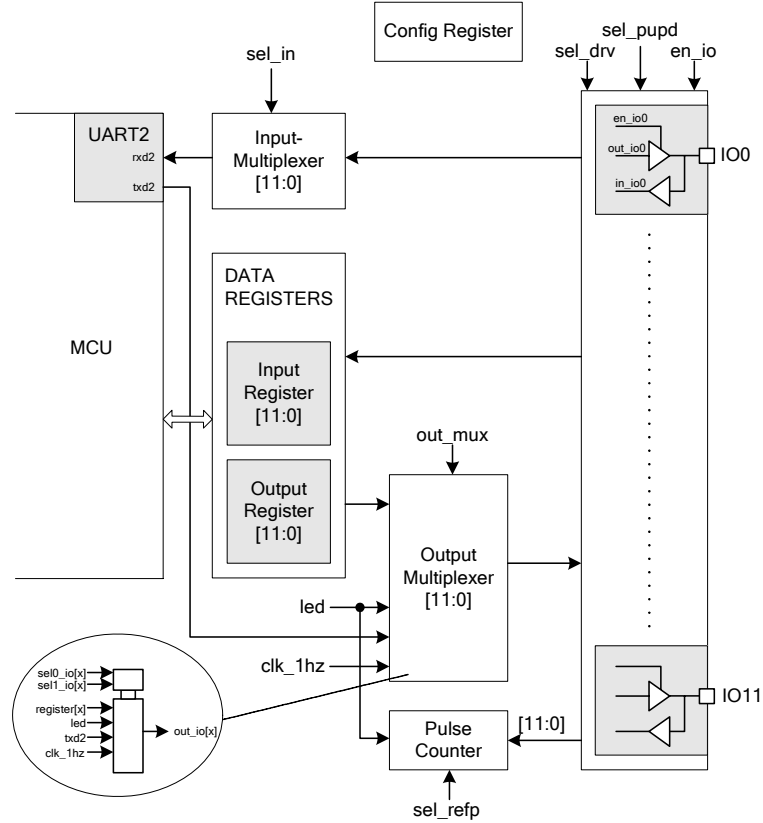 Config Register
sel_pupd
sel_drv
en_io
sel_in
UART2
rxd2
txd2
Input-
Multiplexer
[11:0]
en_io0
out_io0
in_io0
IO0
DATA
REGISTERS
MCU
Input
Register
[11:0]
out_mux
Output
Register
[11:0]
Output
Multiplexer
[11:0]
led
clk_1hz
sel0_io[x]
sel1_io[x]
register[x]
led
txd2
clk_1hz
out_io[x]
IO11
Pulse
Counter
[11:0]
sel_refp